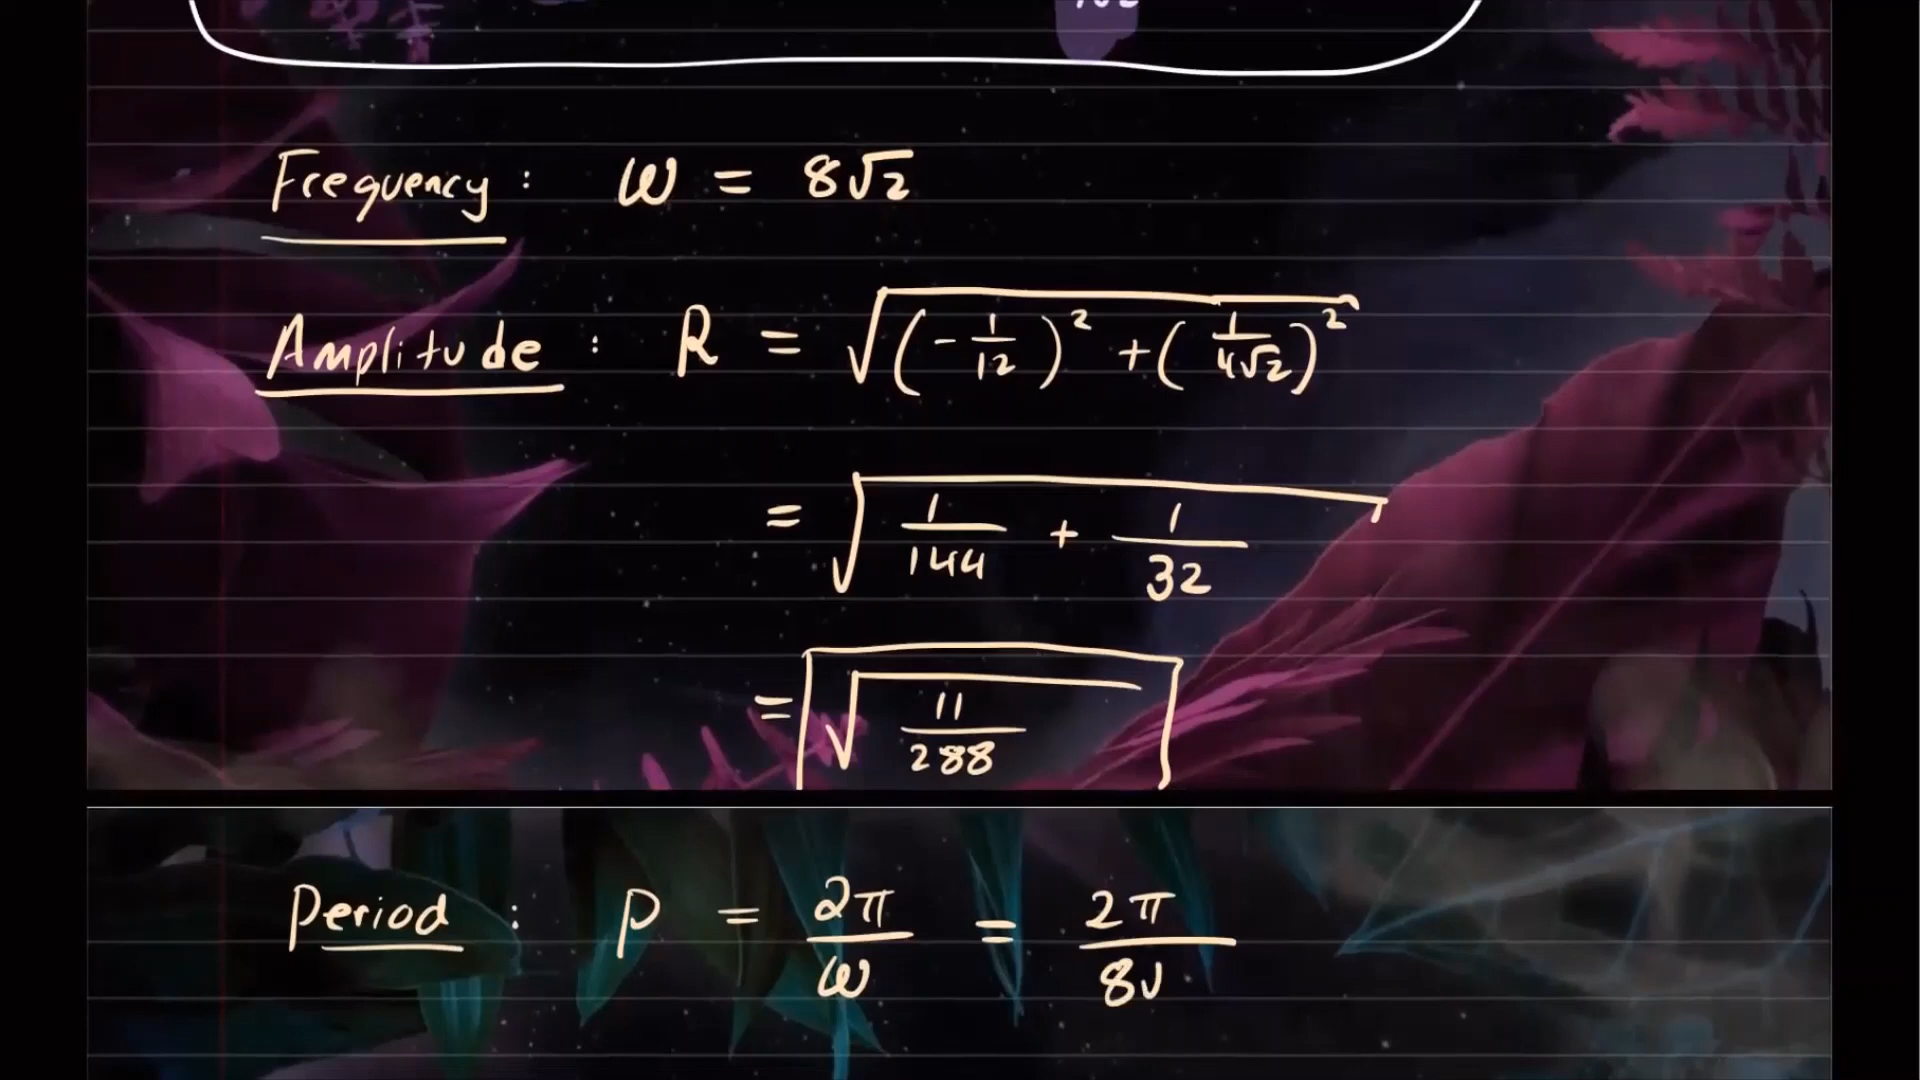 Frequency : ω = 8√2
Amplitude : R = √((-1/12)² + (1/4√2)²)
= √(1/144 + 1/32)
= √(11/288)
Period : P = 2π/ω = 2π/8√